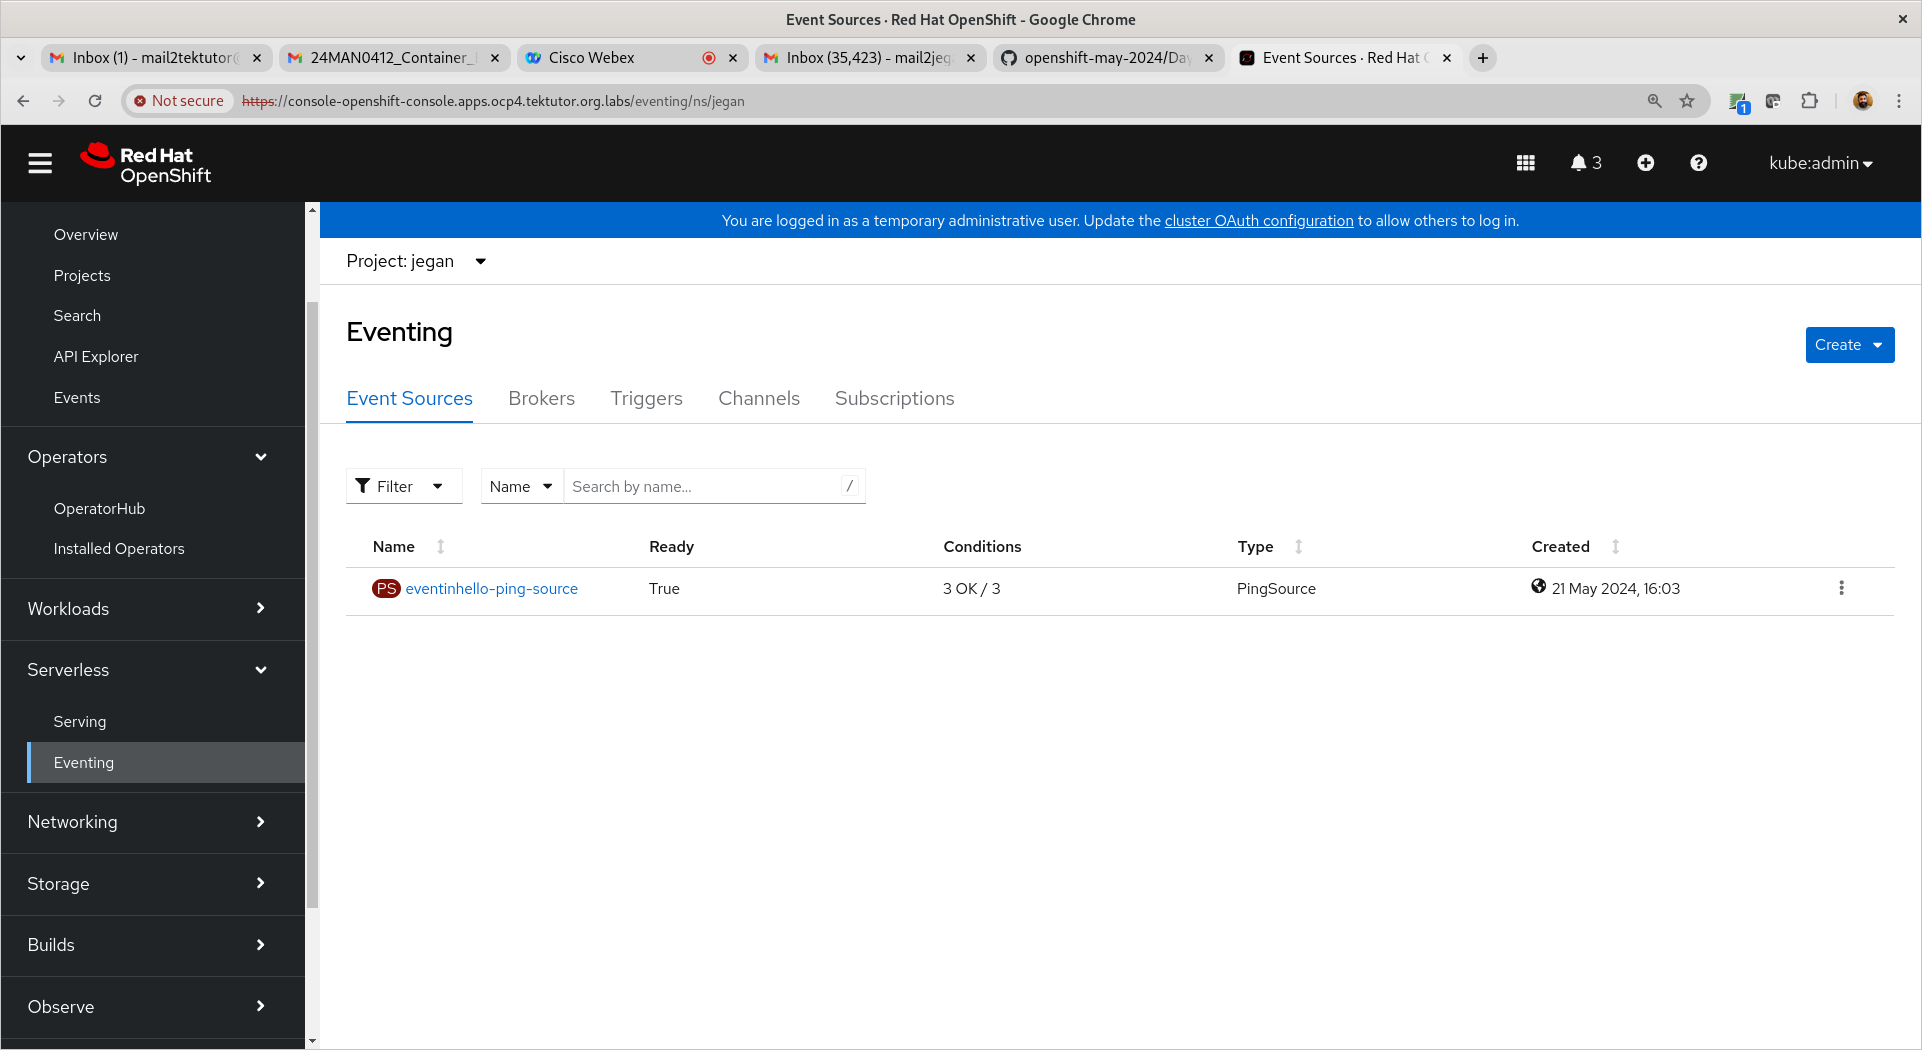 Event Sources · Red Hat OpenShift - Google Chrome
Inbox (1) - mail2tektutor@
24MAN0412_Container_
Cisco Webex
Inbox (35,423) - mail2jeg
openshift-may-2024/Day
Event Sources · Red Hat O
Not secure
https://console-openshift-console.apps.ocp4.tektutor.org.labs/eventing/ns/jegan
1
Red Hat
OpenShift
3
kube:admin
You are logged in as a temporary administrative user. Update the cluster OAuth configuration to allow others to log in.
Overview
Projects
Search
API Explorer
Events
Operators
OperatorHub
Installed Operators
Workloads
Serverless
Serving
Eventing
Networking
Storage
Builds
Observe
Project: jegan
Eventing
Create
Event Sources Brokers Triggers Channels Subscriptions
Filter Name Search by name... /
Name Ready Conditions Type Created
PS eventinhello-ping-source True 3 OK / 3 PingSource 21 May 2024, 16:03